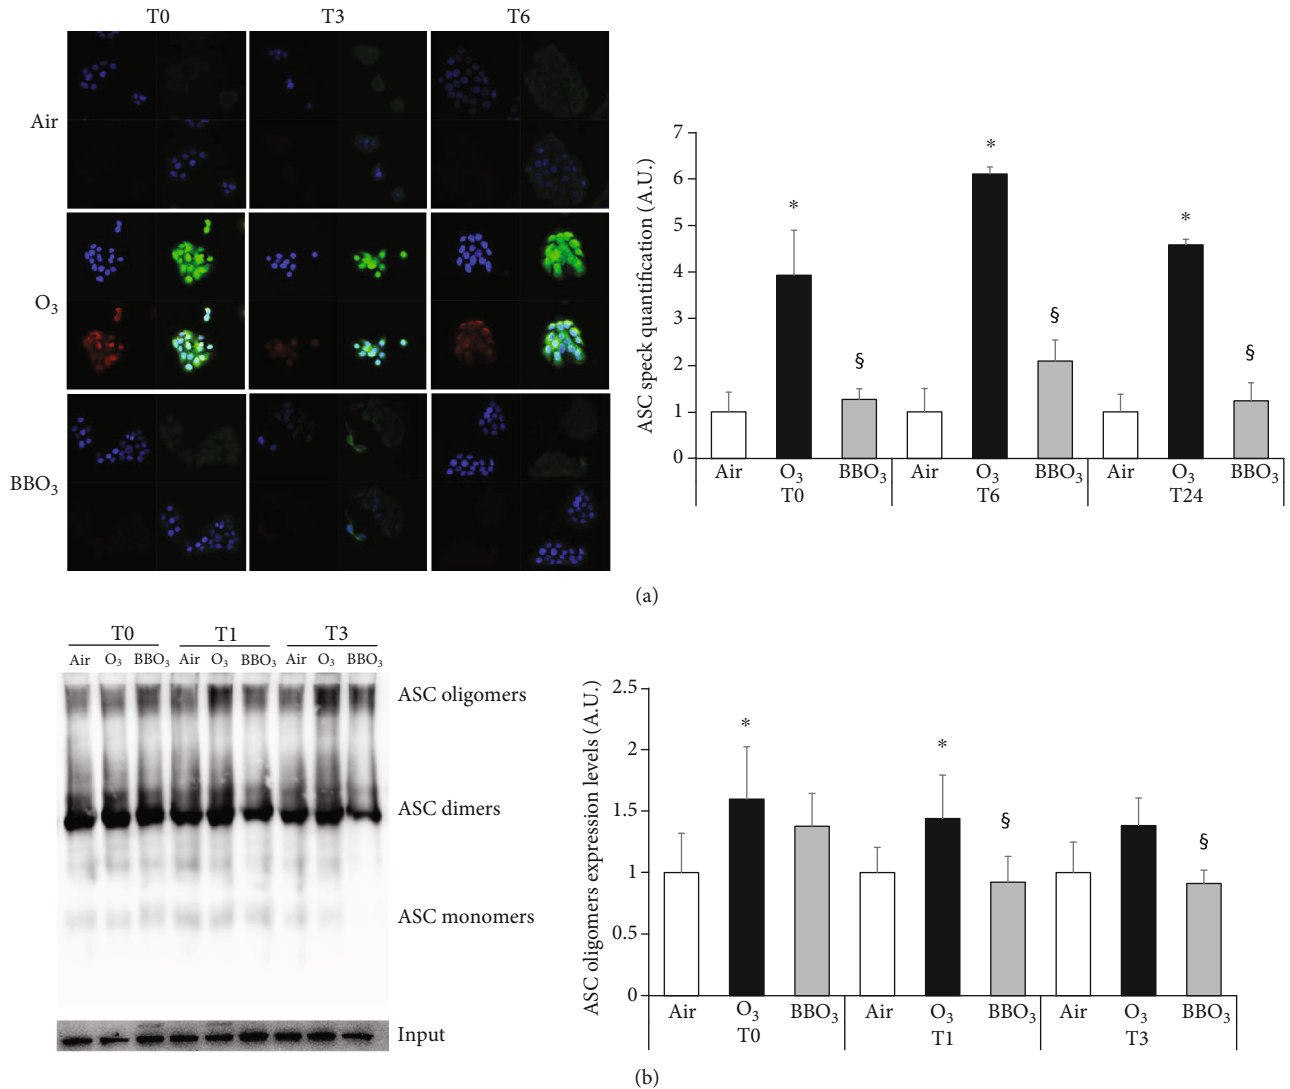 T0 T3 T6
Air
O₃
BBO₃
ASC speck quantification (A.U.)
7
6
5
4
3
2
1
0
* * *
§ § §
Air O₃ BBO₃ Air O₃ BBO₃ Air O₃ BBO₃
T0 T6 T24
(a)
T0 T1 T3
Air O₃ BBO₃ Air O₃ BBO₃ Air O₃ BBO₃
ASC oligomers
ASC dimers
ASC monomers
Input
ASC oligomers expression levels (A.U.)
2.5
2
1.5
1
0.5
0
* *
§ §
Air O₃ BBO₃ Air O₃ BBO₃ Air O₃ BBO₃
T0 T1 T3
(b)